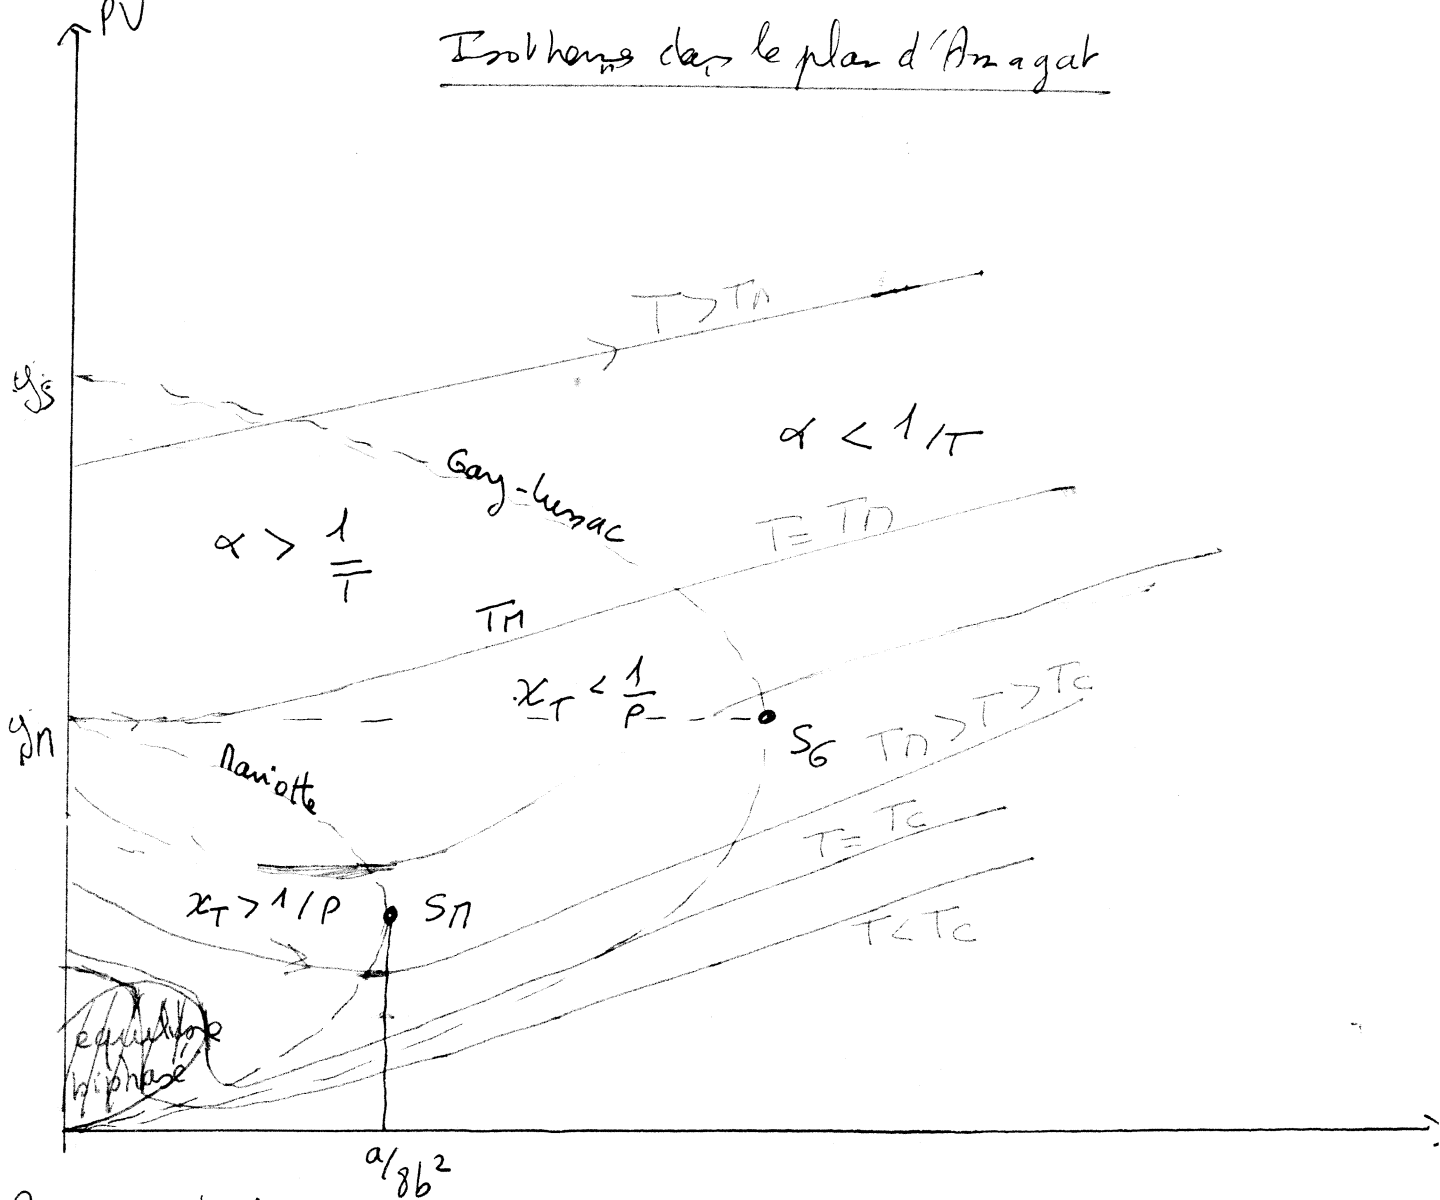 PV
Isothermes dans le plan d'Amagat
T > TM
yG
α < 1/T
Gay-Lussac
α > 1/T
T = TM
TM
χT < 1/P
yM
SG
TM > T > TC
Mariotte
T = TC
χT > 1/P
SM
T < TC
équilibre
biphasé
a/8b²